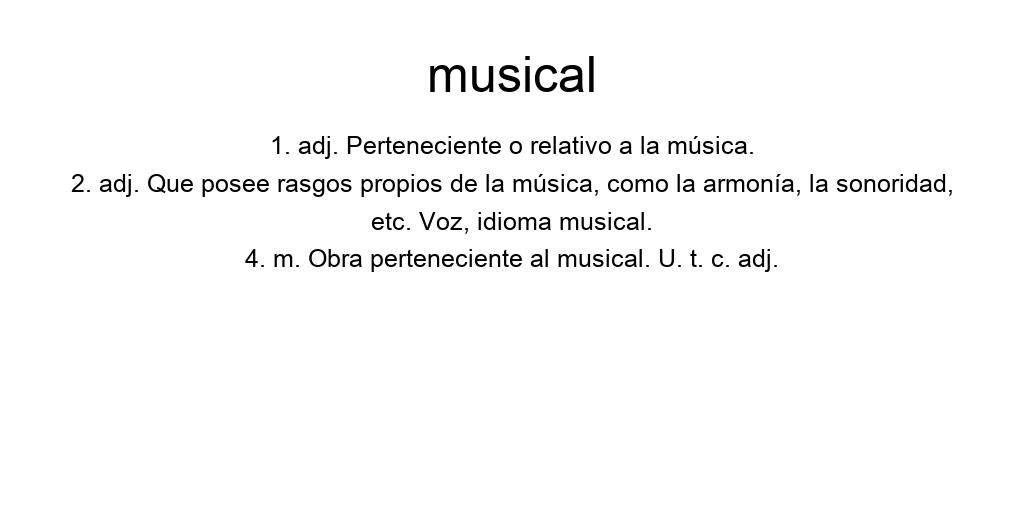 musical
1. adj. Perteneciente o relativo a la música.
2. adj. Que posee rasgos propios de la música, como la armonía, la sonoridad,
etc. Voz, idioma musical.
4. m. Obra perteneciente al musical. U. t. c. adj.